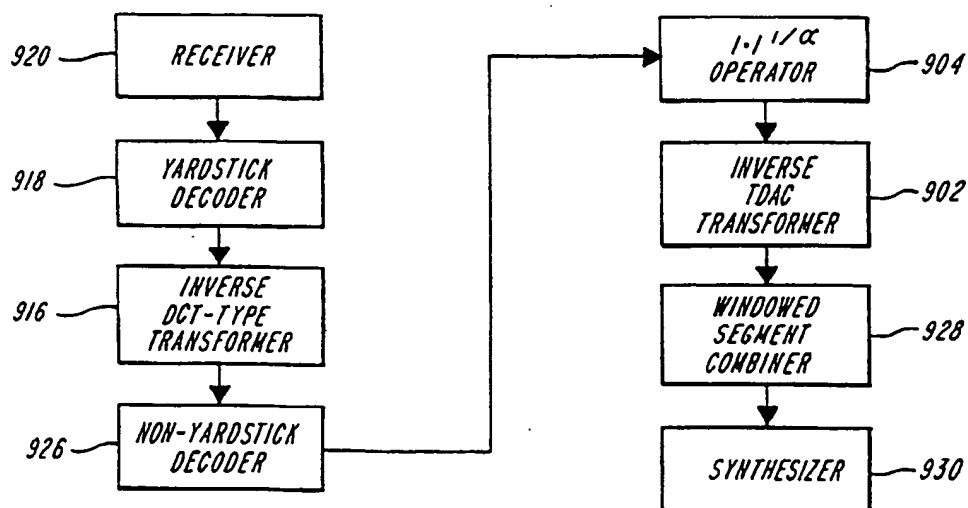 920
RECEIVER
918
YARDSTICK
DECODER
916
INVERSE
DCT-TYPE
TRANSFORMER
926
NON-YARDSTICK
DECODER
|·|^1/α
OPERATOR
904
INVERSE
TDAC
TRANSFORMER
902
WINDOWED
SEGMENT
COMBINER
928
SYNTHESIZER
930